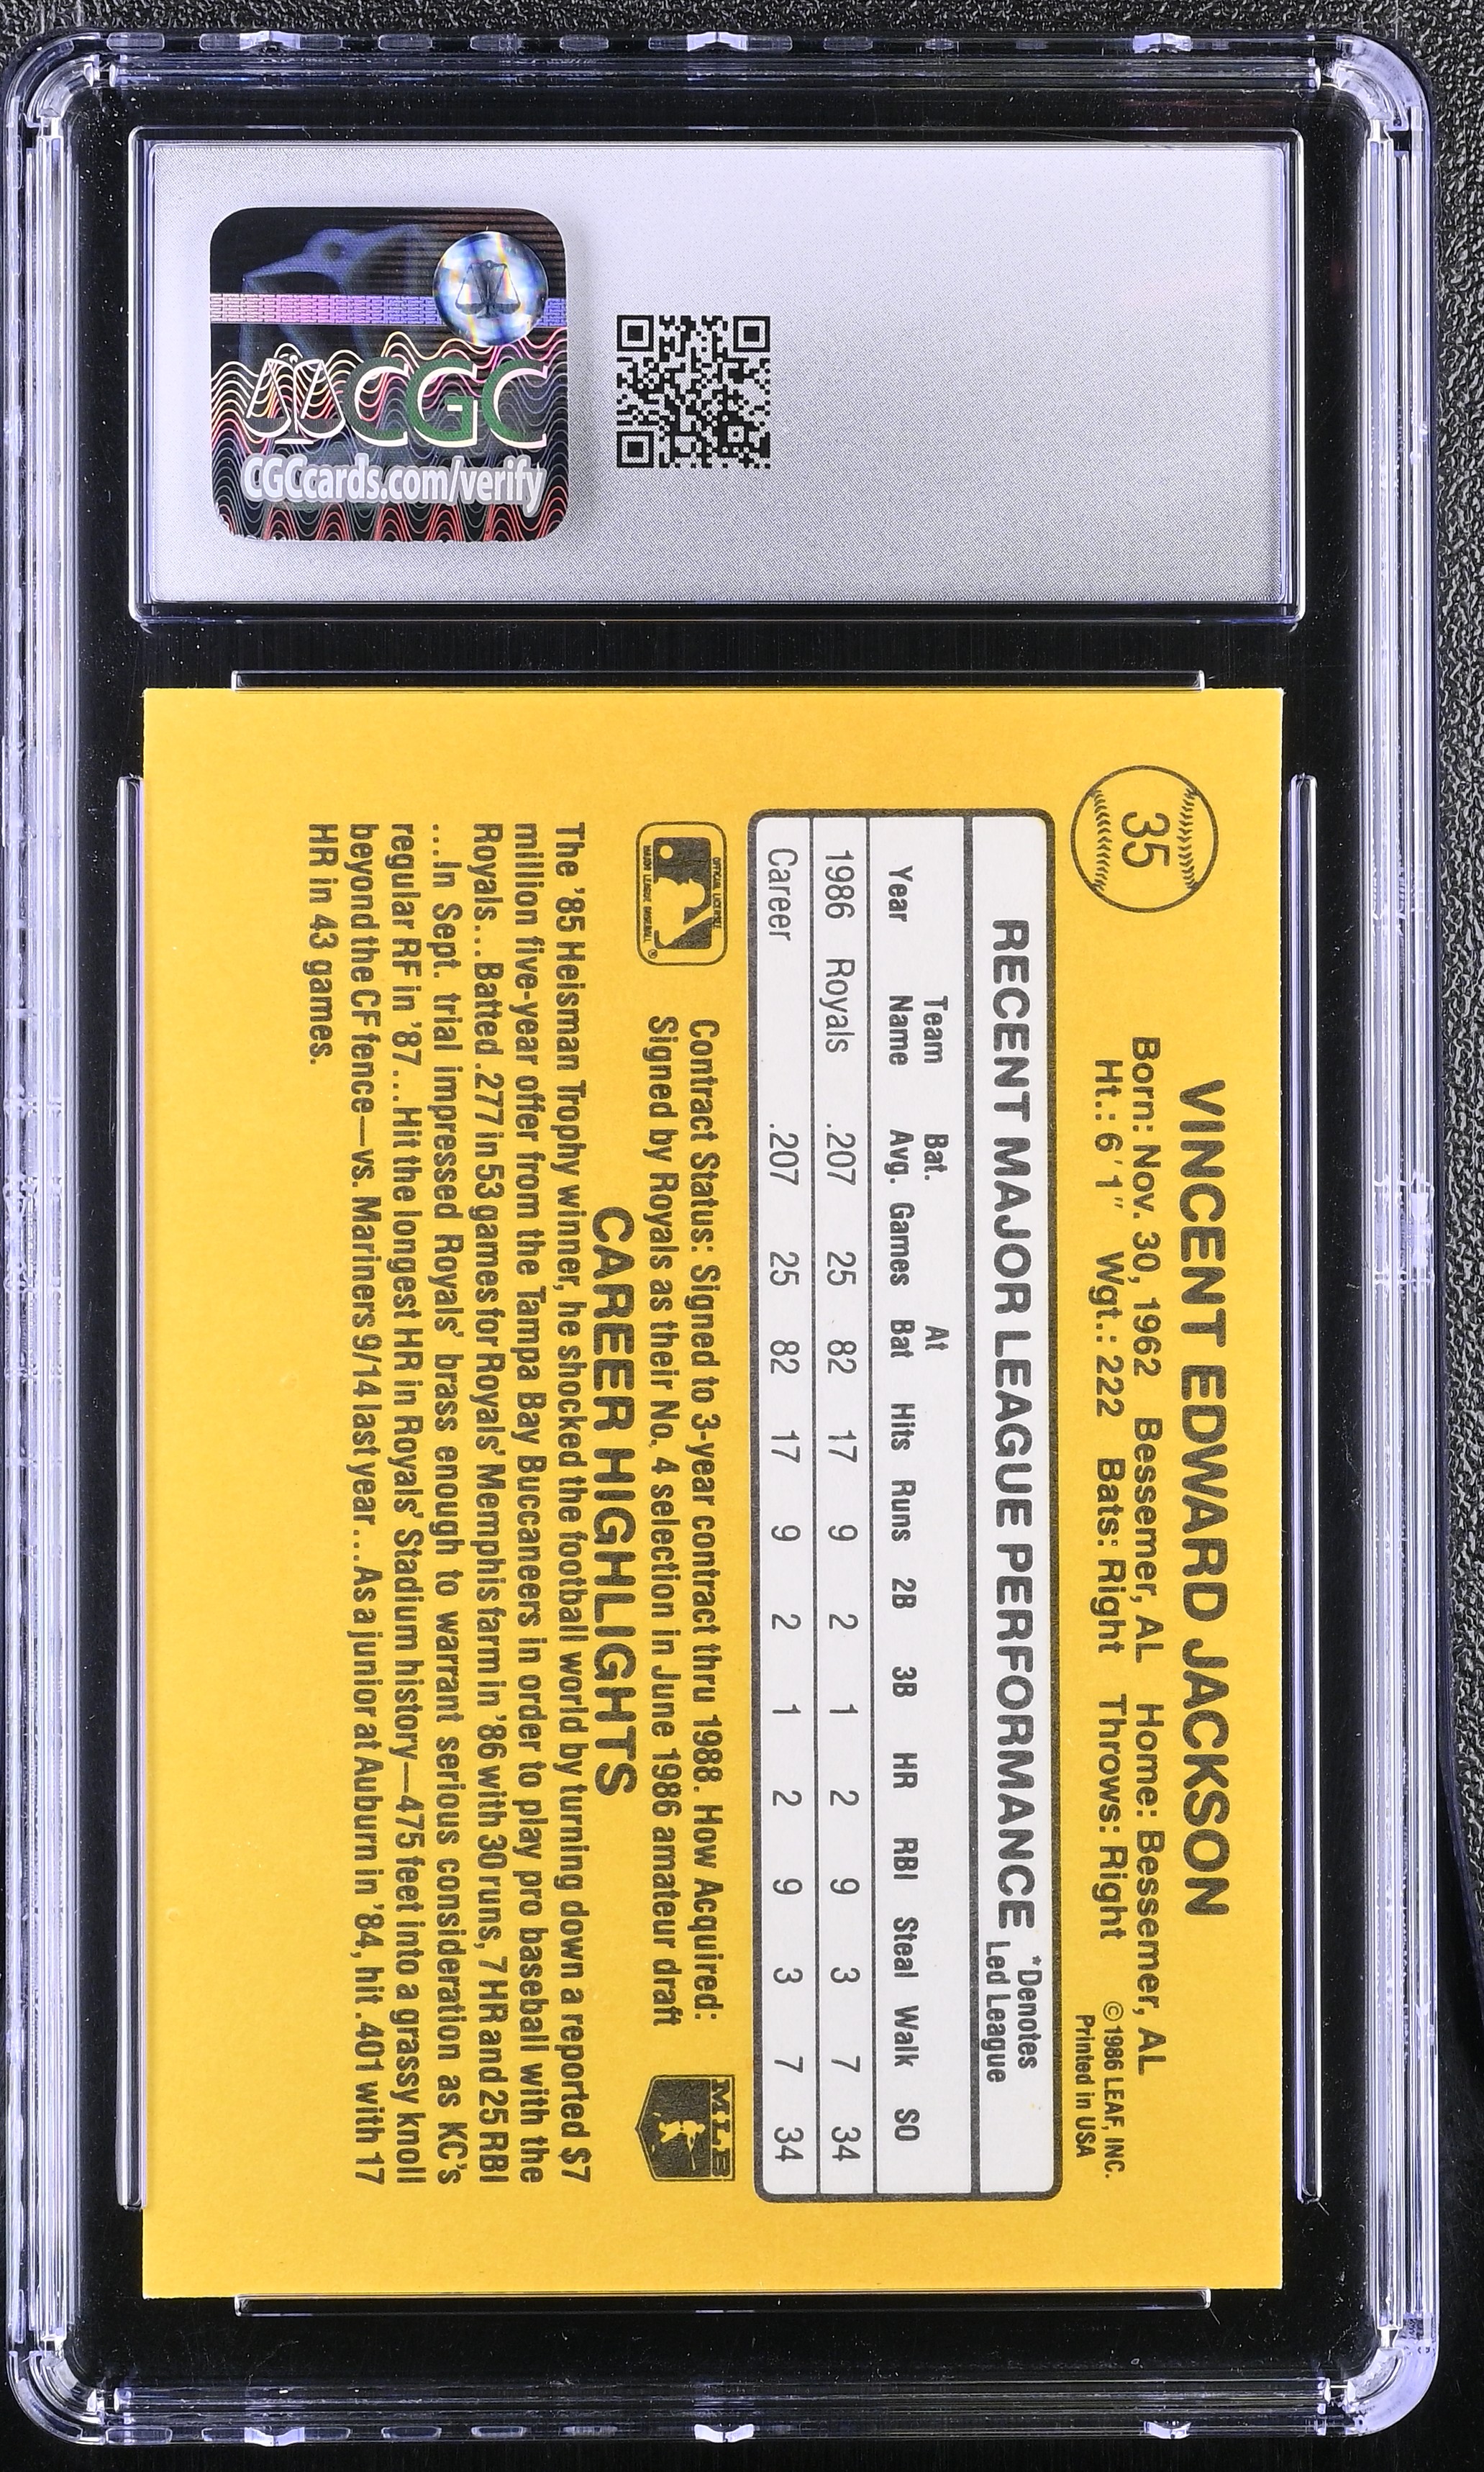 CGC
CGCcards.com/verify
35
VINCENT EDWARD JACKSON
Born: Nov. 30, 1962 Bessemer, AL Home: Bessemer, AL
Ht.: 6'1" Wgt.: 222 Bats: Right Throws: Right
©1986 LEAF, INC.
Printed in USA
RECENT MAJOR LEAGUE PERFORMANCE *Denotes Led League
Year Team Name Bat. Avg. Games At Bat Hits Runs 2B 3B HR RBI Steal Walk SO
1986 Royals .207 25 82 17 9 2 1 2 9 3 7 34
Career .207 25 82 17 9 2 1 2 9 3 7 34
OFFICIAL LICENSEE
MAJOR LEAGUE BASEBALL ®
Contract Status: Signed to 3-year contract thru 1988. How Acquired:
Signed by Royals as their No. 4 selection in June 1986 amateur draft
MLB
CAREER HIGHLIGHTS
The '85 Heisman Trophy winner, he shocked the football world by turning down a reported $7
million five-year offer from the Tampa Bay Buccaneers in order to play pro baseball with the
Royals...Batted .277 in 53 games for Royals' Memphis farm in '86 with 30 runs, 7 HR and 25 RBI
...In Sept. trial impressed Royals' brass enough to warrant serious consideration as KC's
regular RF in '87...Hit the longest HR in Royals' Stadium history—475 feet into a grassy knoll
beyond the CF fence—vs. Mariners 9/14 last year...As a junior at Auburn in '84, hit .401 with 17
HR in 43 games.